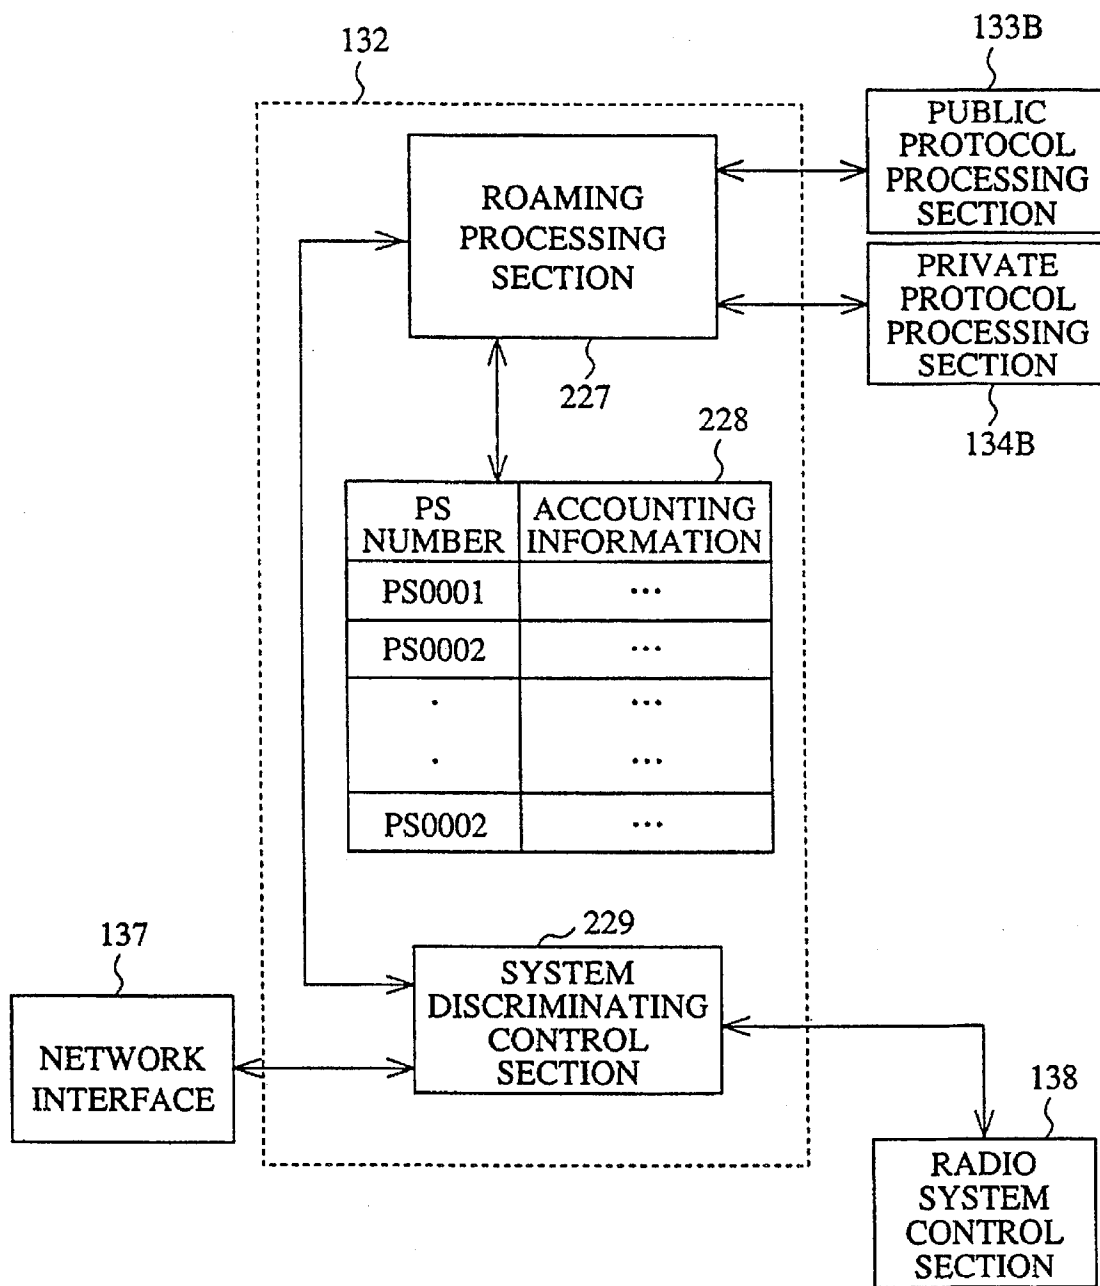 132
133B
PUBLIC
PROTOCOL
PROCESSING
SECTION
ROAMING
PROCESSING
SECTION
227
PRIVATE
PROTOCOL
PROCESSING
SECTION
134B
228
PS
NUMBER
ACCOUNTING
INFORMATION
PS0001 ...
PS0002 ...
. ...
. ...
PS0002 ...
229
SYSTEM
DISCRIMINATING
CONTROL
SECTION
137
NETWORK
INTERFACE
138
RADIO
SYSTEM
CONTROL
SECTION